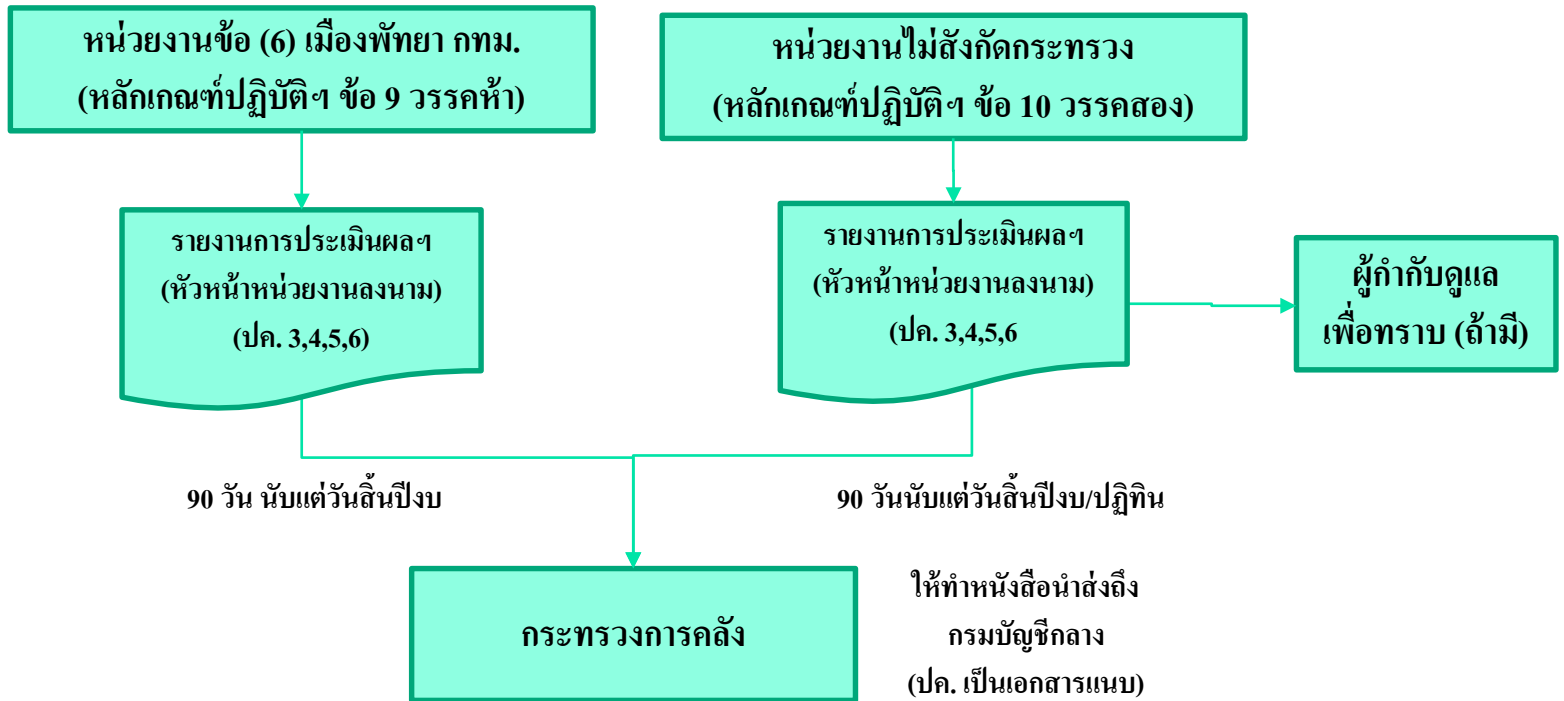 หน่วยงานข้อ (6) เมืองพัทยา กทม.
(หลักเกณฑ์ปฏิบัติฯ ข้อ 9 วรรคห้า)
หน่วยงานไม่สังกัดกระทรวง
(หลักเกณฑ์ปฏิบัติฯ ข้อ 10 วรรคสอง)
รายงานการประเมินผลฯ
(หัวหน้าหน่วยงานลงนาม)
(ปค. 3,4,5,6)
รายงานการประเมินผลฯ
(หัวหน้าหน่วยงานลงนาม)
(ปค. 3,4,5,6
ผู้กำกับดูแล
เพื่อทราบ (ถ้ามี)
90 วัน นับแต่วันสิ้นปีงบ
90 วันนับแต่วันสิ้นปีงบ/ปฏิทิน
กระทรวงการคลัง
ให้ทำหนังสือนำส่งถึง
กรมบัญชีกลาง
(ปค. เป็นเอกสารแนบ)